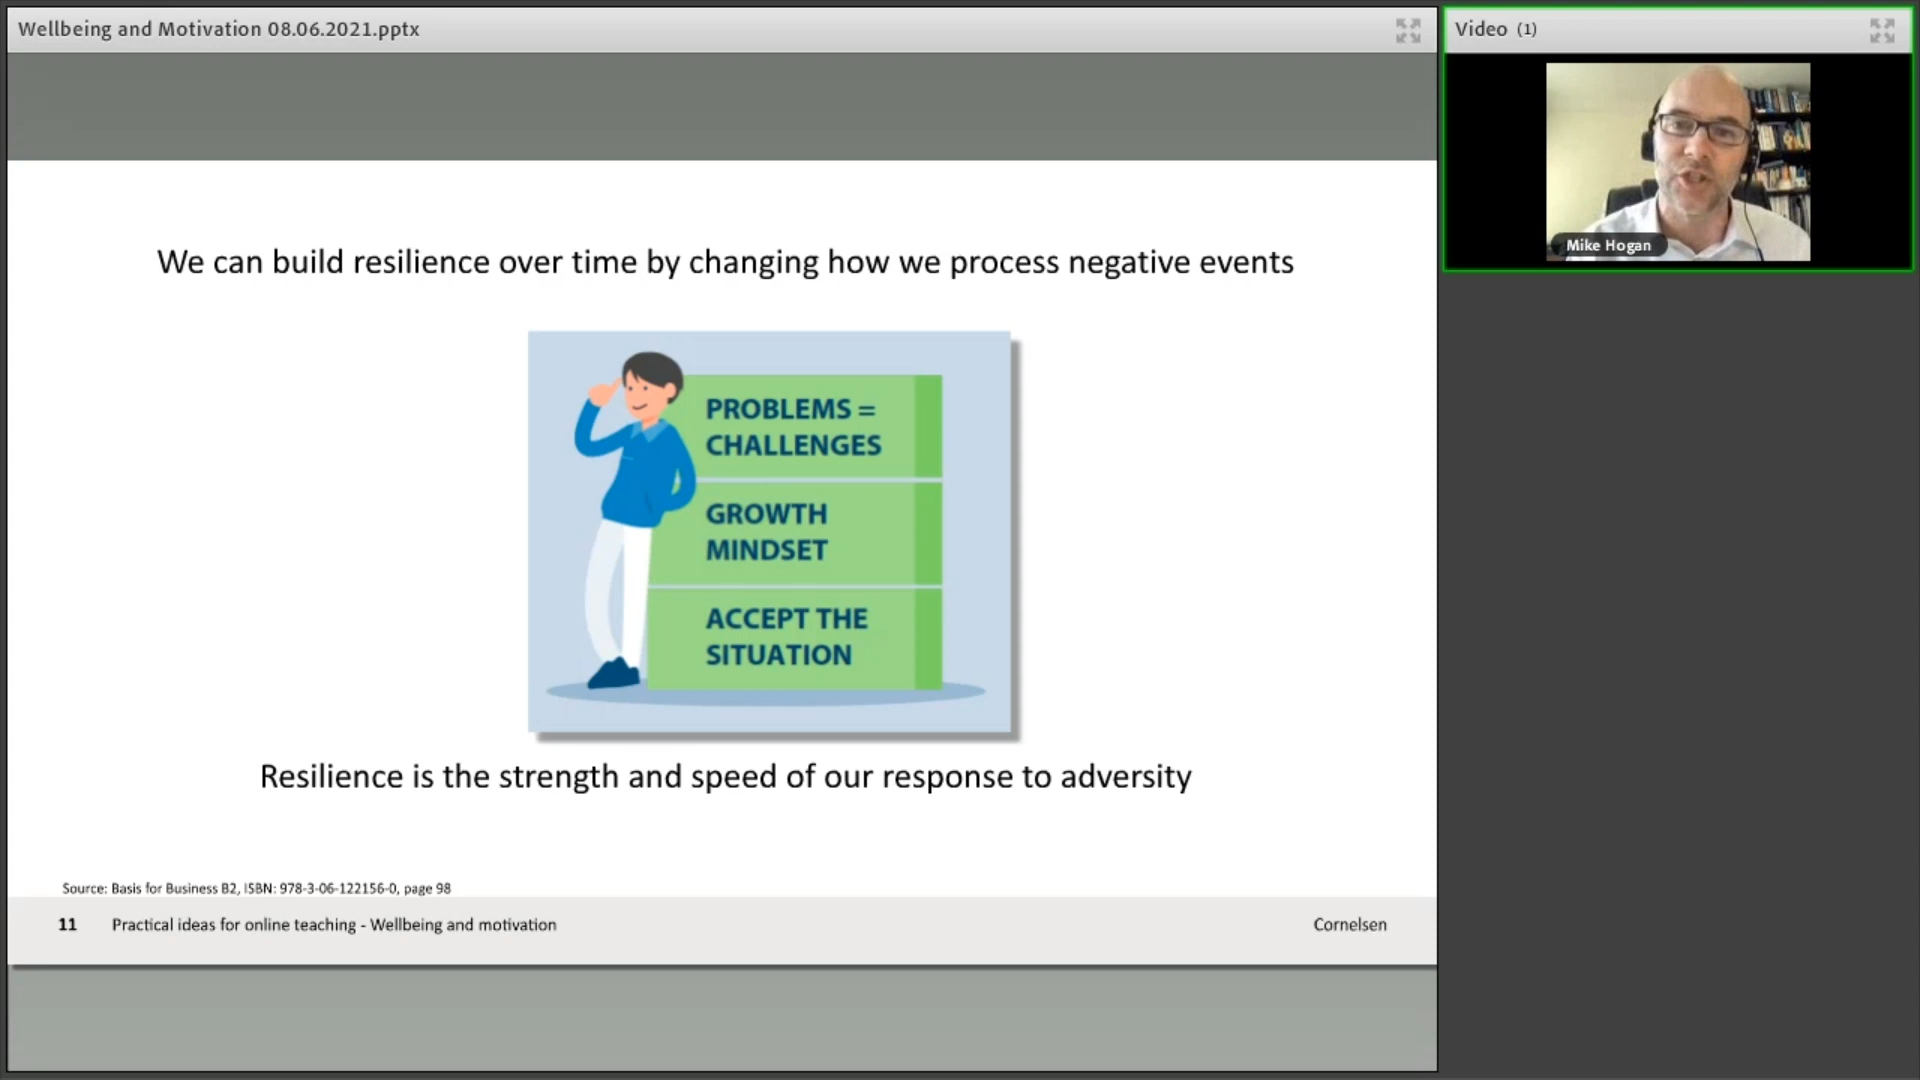 Wellbeing and Motivation 08.06.2021.pptx
Video (1)
Mike Hogan
We can build resilience over time by changing how we process negative events
PROBLEMS =
CHALLENGES
GROWTH
MINDSET
ACCEPT THE
SITUATION
Resilience is the strength and speed of our response to adversity
Source: Basis for Business B2, ISBN: 978-3-06-122156-0, page 98
11 Practical ideas for online teaching - Wellbeing and motivation Cornelsen